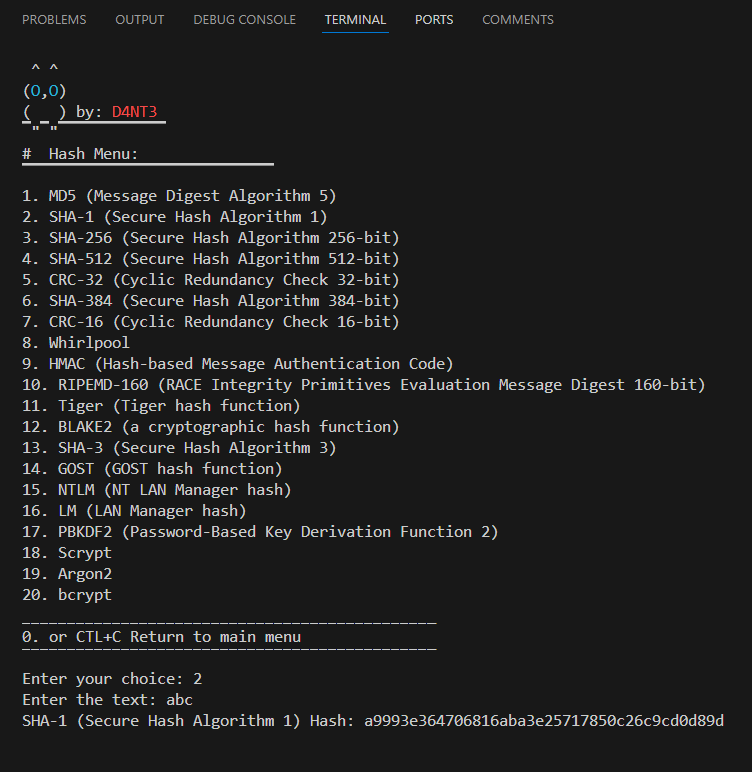 PROBLEMS OUTPUT DEBUG CONSOLE TERMINAL PORTS COMMENTS
^ ^
(O,O)
(   ) by: D4NT3
" "
# Hash Menu:
1. MD5 (Message Digest Algorithm 5)
2. SHA-1 (Secure Hash Algorithm 1)
3. SHA-256 (Secure Hash Algorithm 256-bit)
4. SHA-512 (Secure Hash Algorithm 512-bit)
5. CRC-32 (Cyclic Redundancy Check 32-bit)
6. SHA-384 (Secure Hash Algorithm 384-bit)
7. CRC-16 (Cyclic Redundancy Check 16-bit)
8. Whirlpool
9. HMAC (Hash-based Message Authentication Code)
10. RIPEMD-160 (RACE Integrity Primitives Evaluation Message Digest 160-bit)
11. Tiger (Tiger hash function)
12. BLAKE2 (a cryptographic hash function)
13. SHA-3 (Secure Hash Algorithm 3)
14. GOST (GOST hash function)
15. NTLM (NT LAN Manager hash)
16. LM (LAN Manager hash)
17. PBKDF2 (Password-Based Key Derivation Function 2)
18. Scrypt
19. Argon2
20. bcrypt
0. or CTL+C Return to main menu
Enter your choice: 2
Enter the text: abc
SHA-1 (Secure Hash Algorithm 1) Hash: a9993e364706816aba3e25717850c26c9cd0d89d